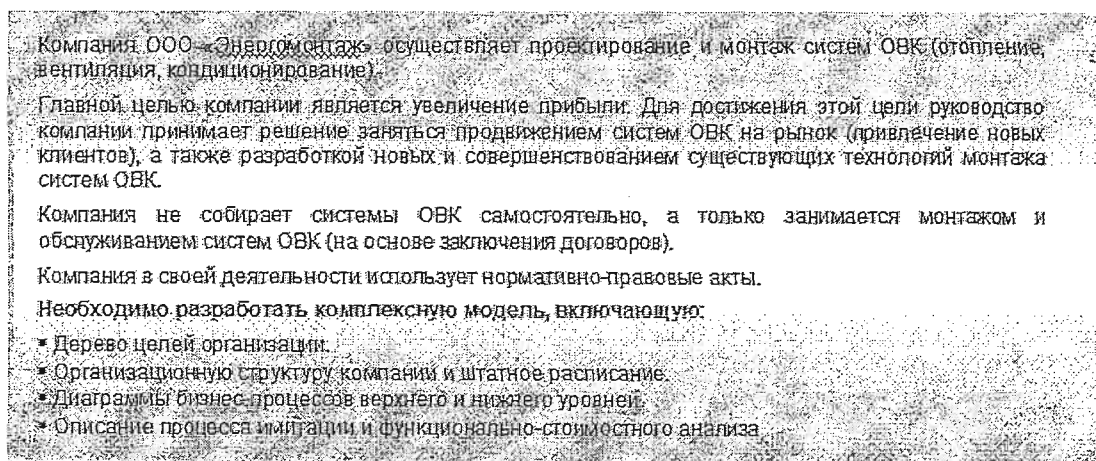 Компания ООО «Энергомонтаж» осуществляет проектирование и монтаж систем ОВК (отопление,
вентиляция, кондиционирование).
Главной целью компании является увеличение прибыли. Для достижения этой цели руководство
компании принимает решение заняться продвижением систем ОВК на рынок (привлечение новых
клиентов), а также разработкой новых и совершенствованием существующих технологий монтажа
систем ОВК.
Компания не собирает системы ОВК самостоятельно, а только занимается монтажом и
обслуживанием систем ОВК (на основе заключения договоров).
Компания в своей деятельности использует нормативно-правовые акты.
Необходимо разработать комплексную модель, включающую:
• Дерево целей организации.
• Организационную структуру компании и штатное расписание.
• Диаграммы бизнес-процессов верхнего и нижнего уровней.
• Описание процесса имитации и функционально-стоимостного анализа